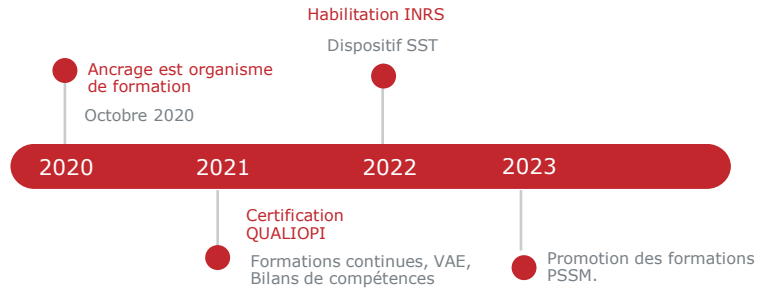 Habilitation INRS
Dispositif SST
Ancrage est organisme
de formation
Octobre 2020
2020 2021 2022 2023
Certification
QUALIOPI
Formations continues, VAE,
Bilans de compétences
Promotion des formations
PSSM.